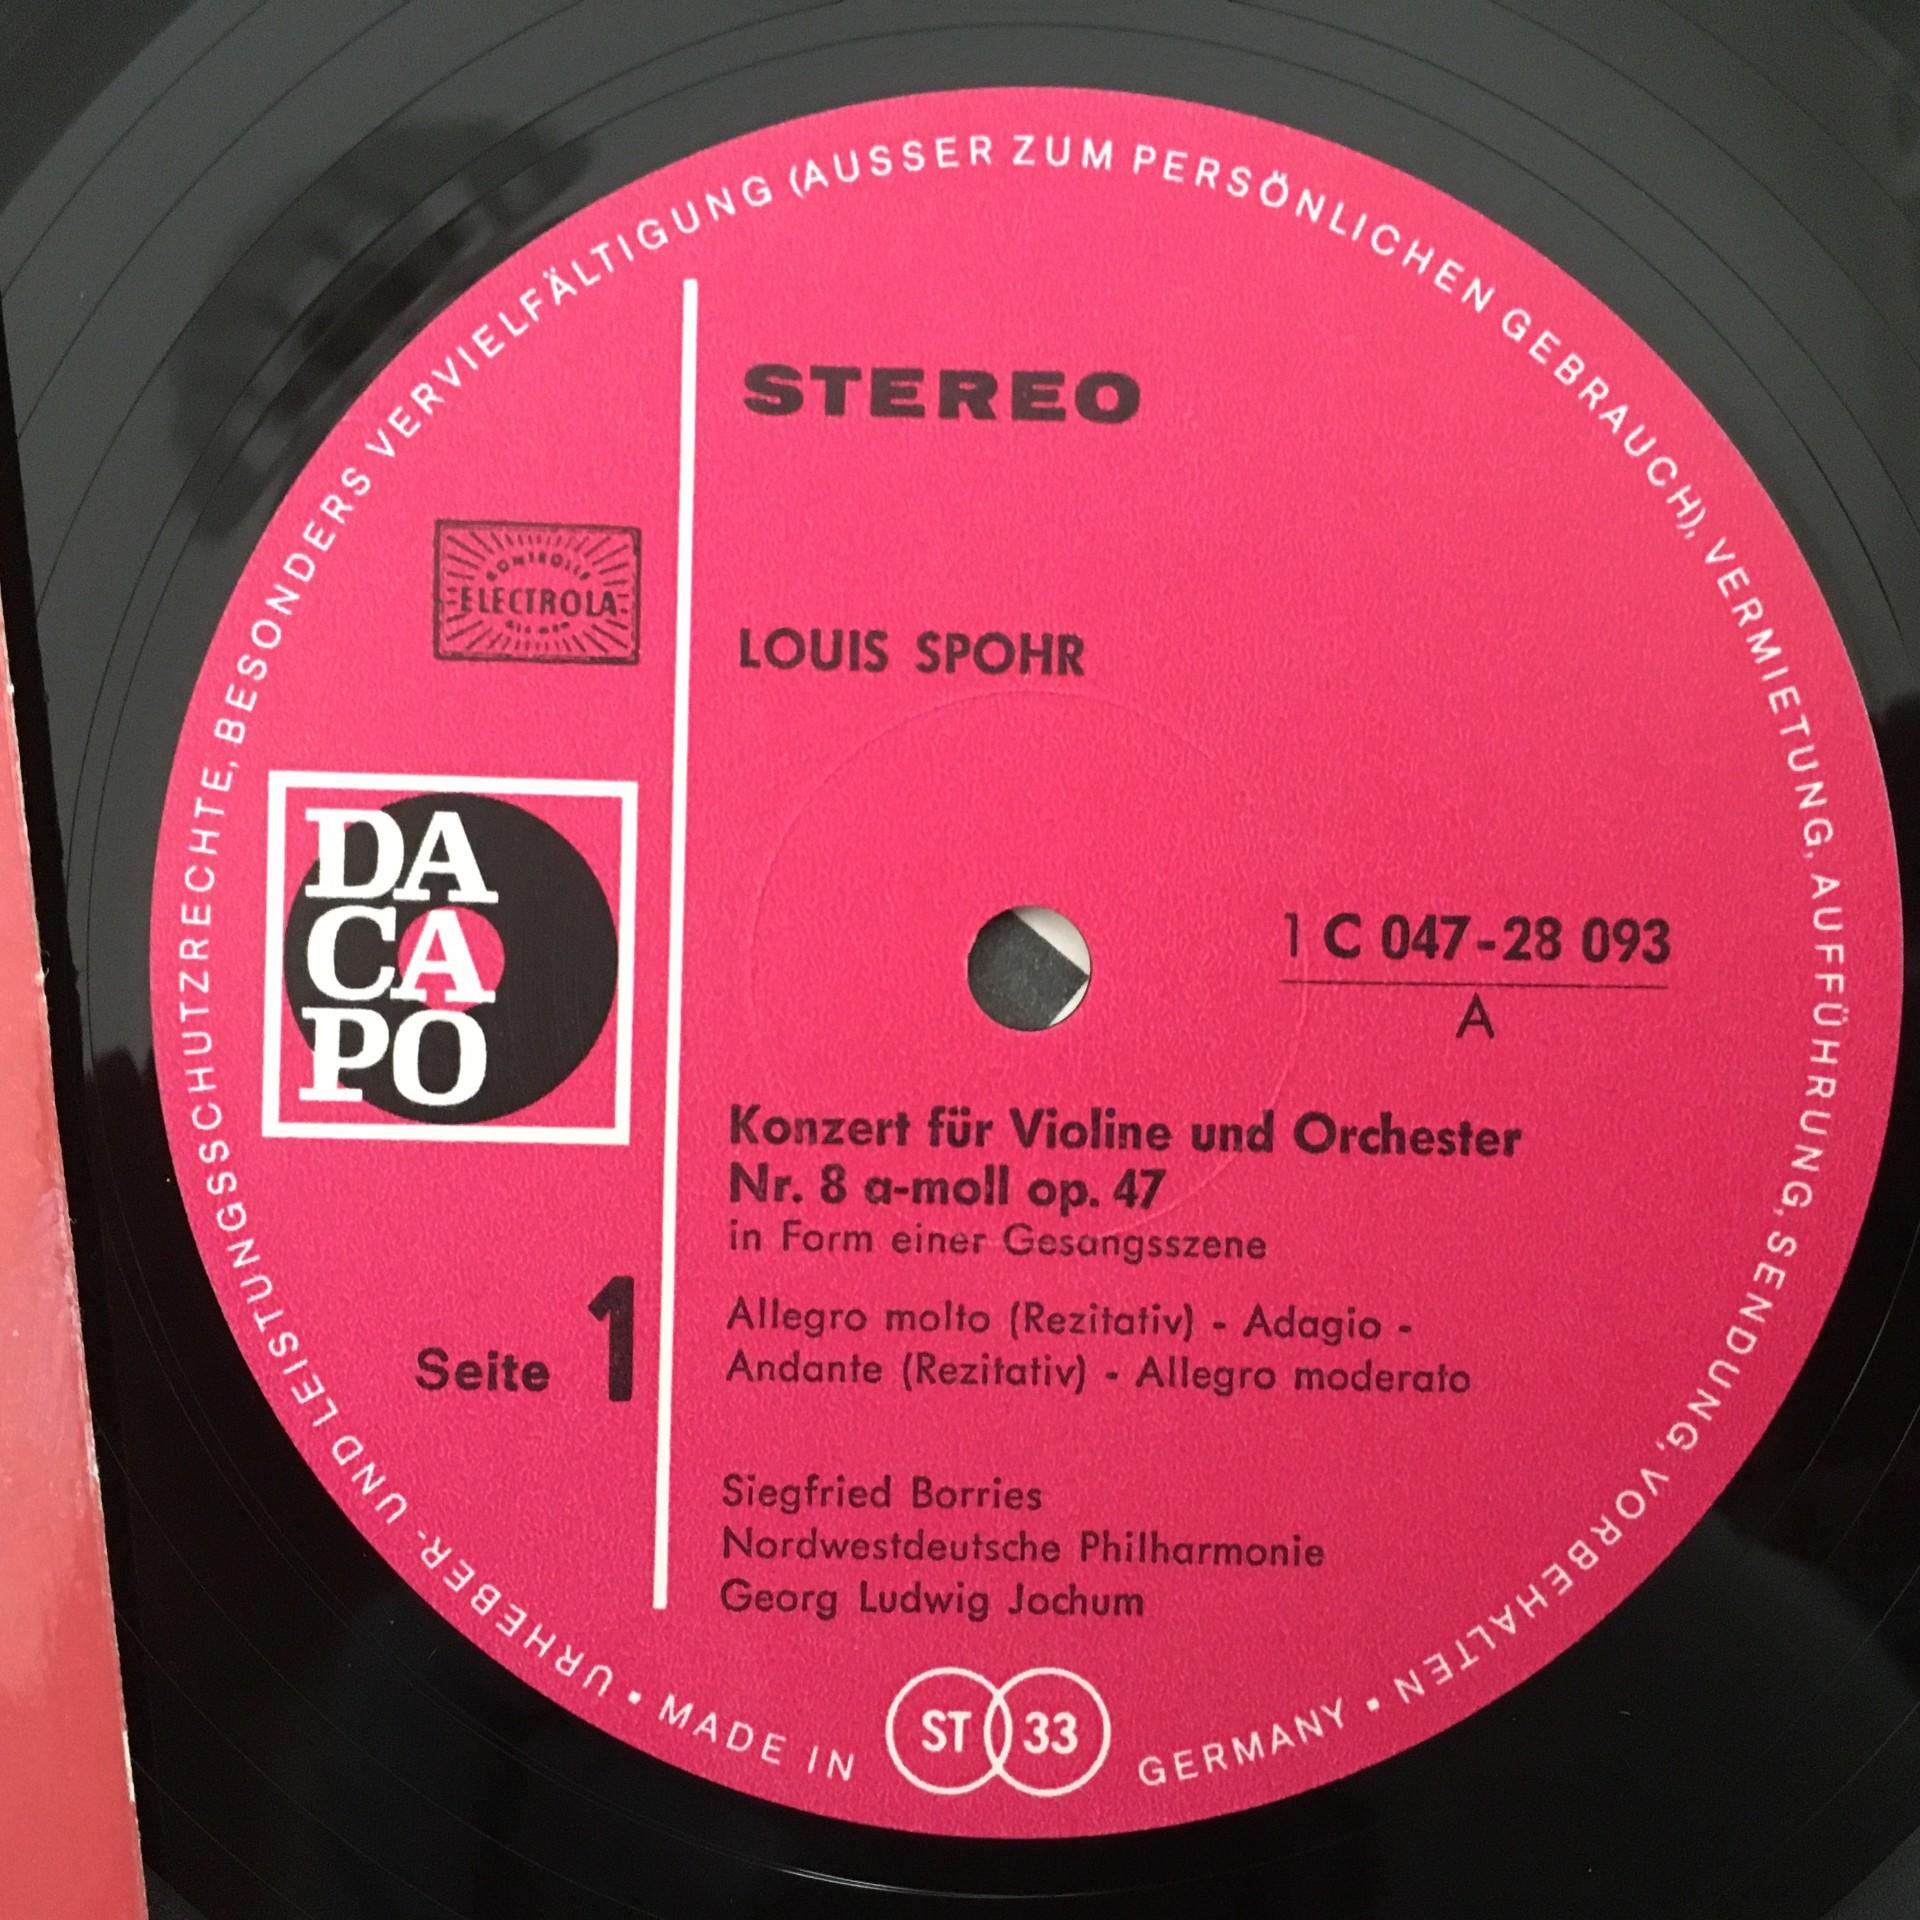 URHEBER- UND LEISTUNGSSCHUTZRECHTE, BESONDERS VERVIELFÄLTIGUNG (AUSSER ZUM PERSÖNLICHEN GEBRAUCH), VERMIETUNG, AUFFÜHRUNG, SENDUNG, VORBEHALTEN • MADE IN GERMANY •
STEREO
ELECTROLA
LOUIS SPOHR
DA
CA
PO
1 C 047-28 093
A
Konzert für Violine und Orchester
Nr. 8 a-moll op. 47
in Form einer Gesangsszene
Allegro molto (Rezitativ) - Adagio -
Andante (Rezitativ) - Allegro moderato
Seite 1
Siegfried Borries
Nordwestdeutsche Philharmonie
Georg Ludwig Jochum
ST 33